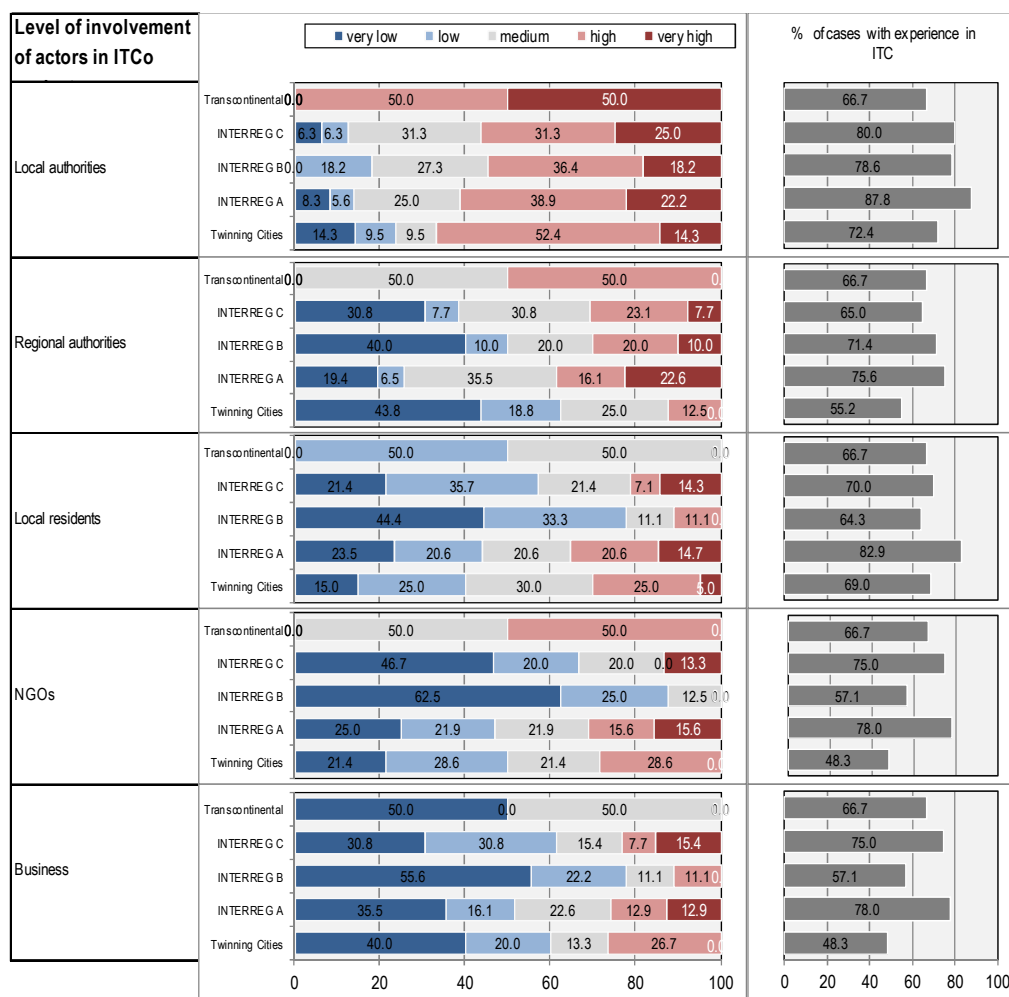 Level of involvement
of actors in ITCo
very low low medium high very high
% of cases with experience in
ITC
Local authorities
Transcontinental 0.0 50.0 50.0 66.7
INTERREG C 6.3 6.3 31.3 31.3 25.0 80.0
INTERREG B 0.0 18.2 27.3 36.4 18.2 78.6
INTERREG A 8.3 5.6 25.0 38.9 22.2 87.8
Twinning Cities 14.3 9.5 9.5 52.4 14.3 72.4
Regional authorities
Transcontinental 0.0 50.0 50.0 0. 66.7
INTERREG C 30.8 7.7 30.8 23.1 7.7 65.0
INTERREG B 40.0 10.0 20.0 20.0 10.0 71.4
INTERREG A 19.4 6.5 35.5 16.1 22.6 75.6
Twinning Cities 43.8 18.8 25.0 12.5 0.0 55.2
Local residents
Transcontinental 0.0 50.0 50.0 0.0 66.7
INTERREG C 21.4 35.7 21.4 7.1 14.3 70.0
INTERREG B 44.4 33.3 11.1 11.1 0. 64.3
INTERREG A 23.5 20.6 20.6 20.6 14.7 82.9
Twinning Cities 15.0 25.0 30.0 25.0 5.0 69.0
NGOs
Transcontinental 0.0 50.0 50.0 0. 66.7
INTERREG C 46.7 20.0 20.0 0.0 13.3 75.0
INTERREG B 62.5 25.0 12.5 0.0 57.1
INTERREG A 25.0 21.9 21.9 15.6 15.6 78.0
Twinning Cities 21.4 28.6 21.4 28.6 0.0 48.3
Business
Transcontinental 50.0 0.0 50.0 0.0 66.7
INTERREG C 30.8 30.8 15.4 7.7 15.4 75.0
INTERREG B 55.6 22.2 11.1 11.1 0. 57.1
INTERREG A 35.5 16.1 22.6 12.9 12.9 78.0
Twinning Cities 40.0 20.0 13.3 26.7 0.0 48.3
0 20 40 60 80 100 0 20 40 60 80 100